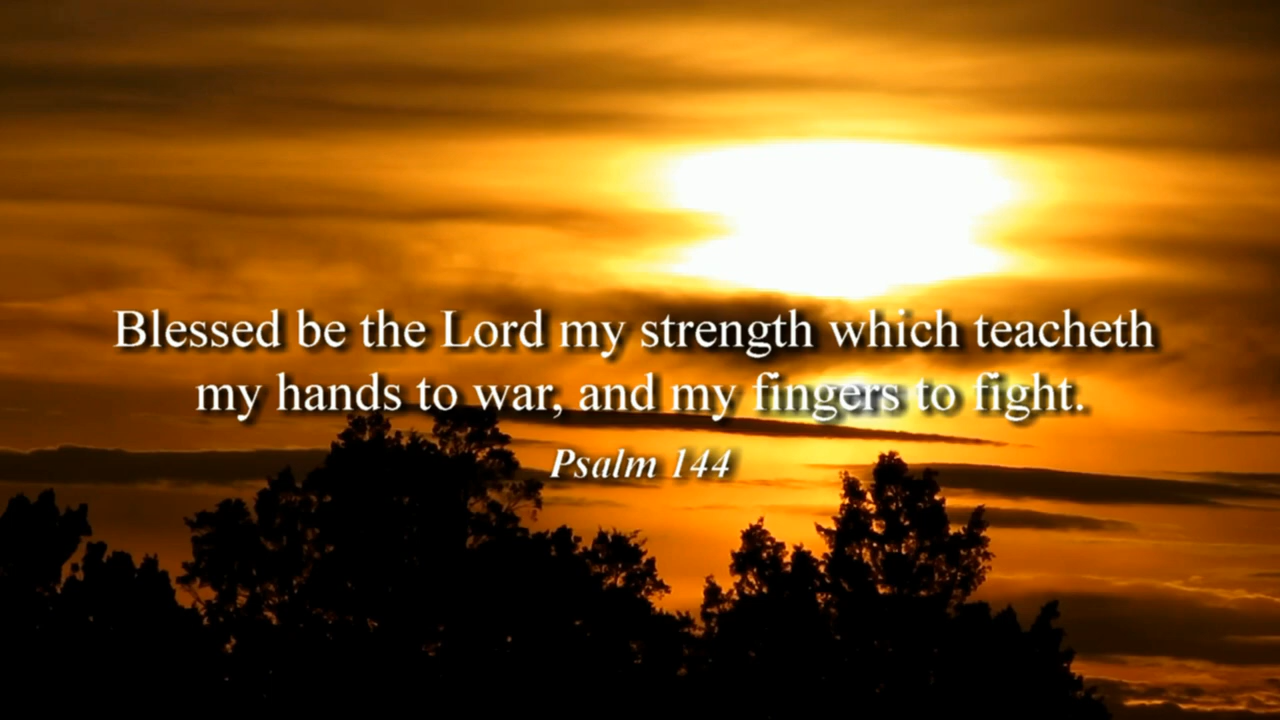 Blessed be the Lord my strength which teacheth
my hands to war, and my fingers to fight.
Psalm 144